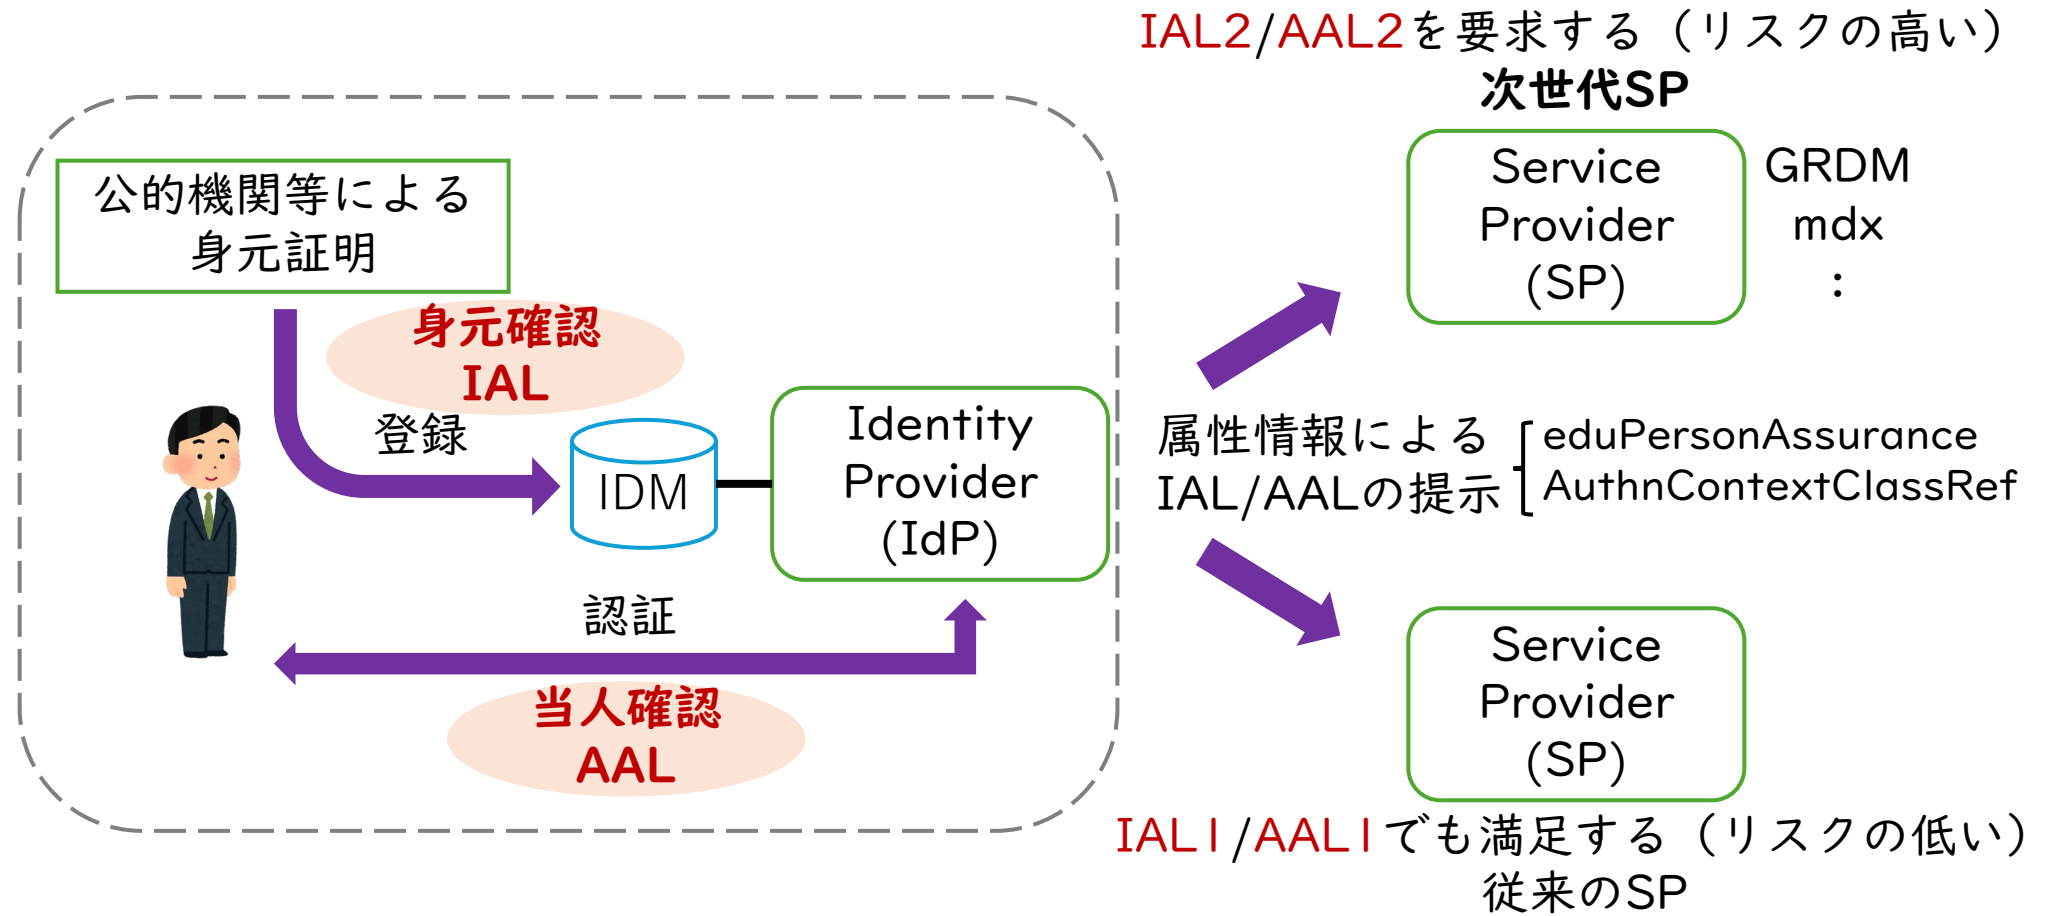 IAL2/AAL2を要求する（リスクの高い）
次世代SP
Service
Provider
(SP)
GRDM
mdx
:
公的機関等による
身元証明
身元確認
IAL
登録
IDM
Identity
Provider
(IdP)
認証
当人確認
AAL
属性情報による
IAL/AALの提示
eduPersonAssurance
AuthnContextClassRef
Service
Provider
(SP)
IAL1/AAL1でも満足する（リスクの低い）
従来のSP